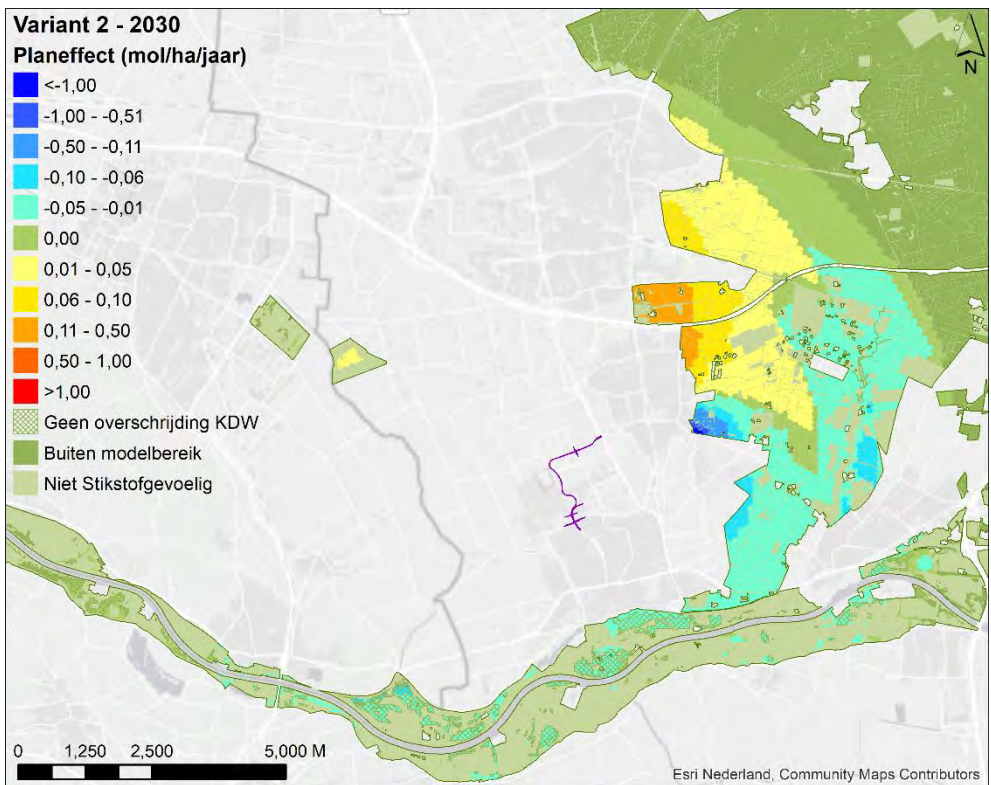 Variant 2 - 2030
Planeffect (mol/ha/jaar)
<-1,00
-1,00 - -0,51
-0,50 - -0,11
-0,10 - -0,06
-0,05 - -0,01
0,00
0,01 - 0,05
0,06 - 0,10
0,11 - 0,50
0,50 - 1,00
>1,00
Geen overschrijding KDW
Buiten modelbereik
Niet Stikstofgevoelig
N
0 1,250 2,500 5,000 M
Esri Nederland, Community Maps Contributors